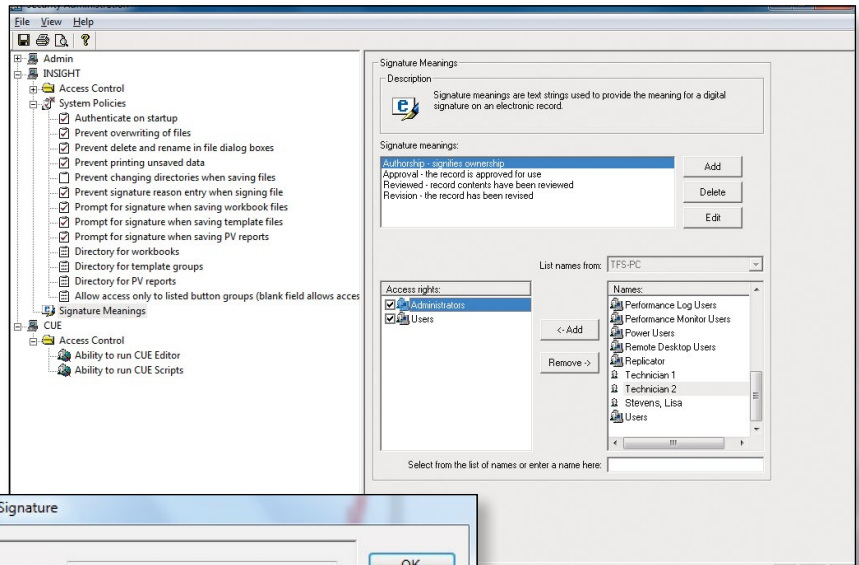 Security Administration
File View Help
Admin
INSIGHT
Access Control
System Policies
Authenticate on startup
Prevent overwriting of files
Prevent delete and rename in file dialog boxes
Prevent printing unsaved data
Prevent changing directories when saving files
Prevent signature reason entry when signing file
Prompt for signature when saving workbook files
Prompt for signature when saving template files
Prompt for signature when saving PV reports
Directory for workbooks
Directory for template groups
Directory for PV reports
Allow access only to listed button groups (blank field allows acces
Signature Meanings
CUE
Access Control
Ability to run CUE Editor
Ability to run CUE Scripts
Signature Meanings
Description
Signature meanings are text strings used to provide the meaning for a digital
signature on an electronic record.
Signature meanings:
Authorship - signifies ownership
Approval - the record is approved for use
Reviewed - record contents have been reviewed
Revision - the record has been revised
Add
Delete
Edit
List names from: TFS-PC
Access rights:
Administrators
Users
<- Add
Remove ->
Names:
Performance Log Users
Performance Monitor Users
Power Users
Remote Desktop Users
Replicator
Technician 1
Technician 2
Stevens, Lisa
Users
Select from the list of names or enter a name here:
Signature
OK